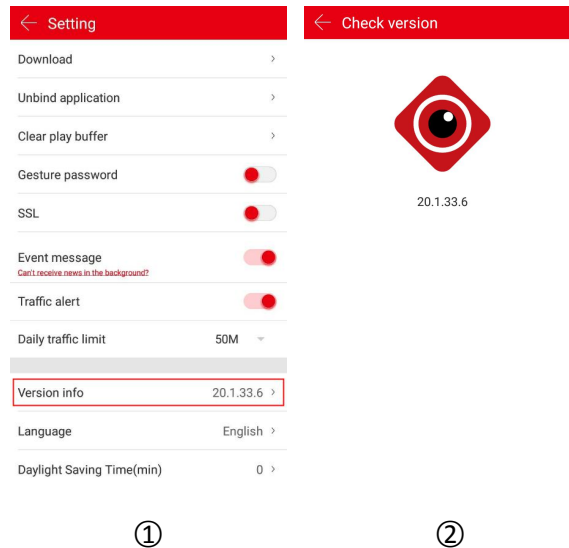 Setting
Download
Unbind application
Clear play buffer
Gesture password
SSL
Event message
Can't receive news in the background?
Traffic alert
Daily traffic limit 50M
Version info 20.1.33.6
Language English
Daylight Saving Time(min) 0
①
Check version
20.1.33.6
②